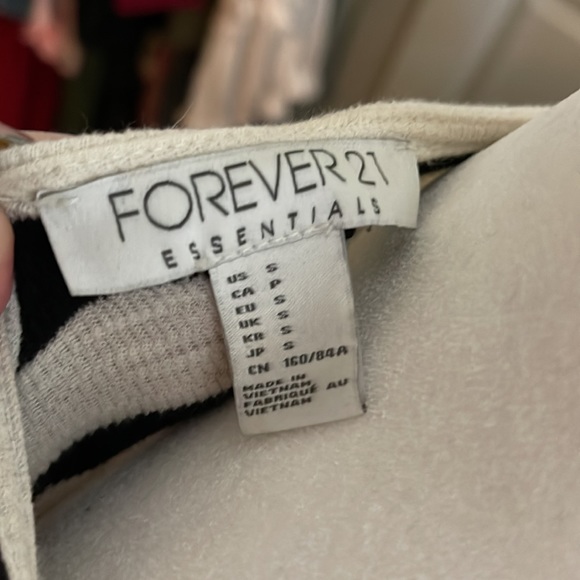 FOREVER 21
ESSENTIALS
US S
CA P
EU S
UK S
KR S
JP S
CN 160/84A
MADE IN
VIETNAM
FABRIQUÉ AU
VIETNAM